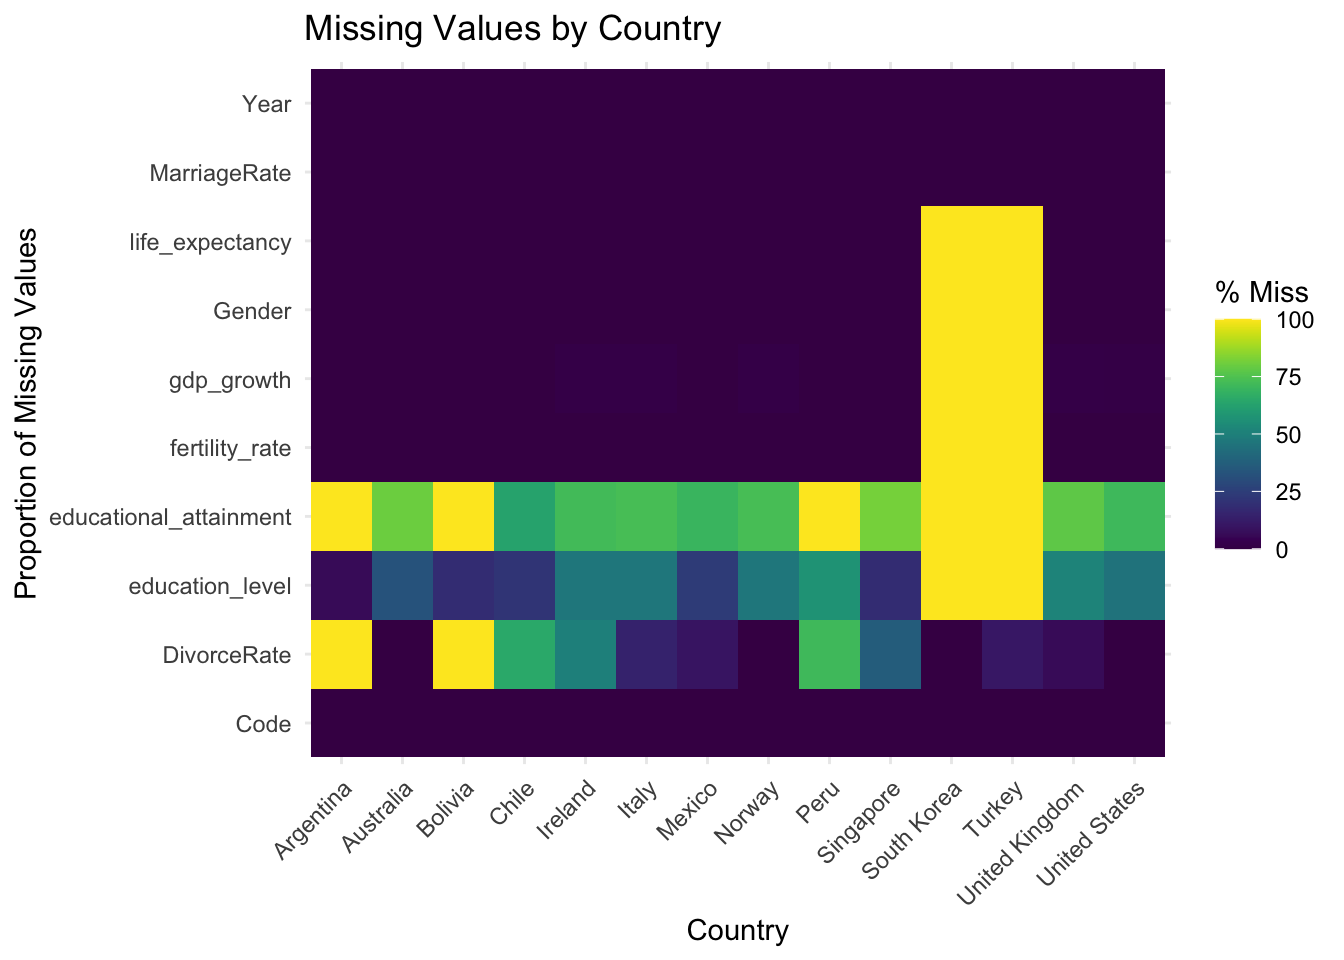 Missing Values by Country
Proportion of Missing Values
Year
MarriageRate
life_expectancy
Gender
gdp_growth
fertility_rate
educational_attainment
education_level
DivorceRate
Code
Argentina
Australia
Bolivia
Chile
Ireland
Italy
Mexico
Norway
Peru
Singapore
South Korea
Turkey
United Kingdom
United States
Country
% Miss
100
75
50
25
0